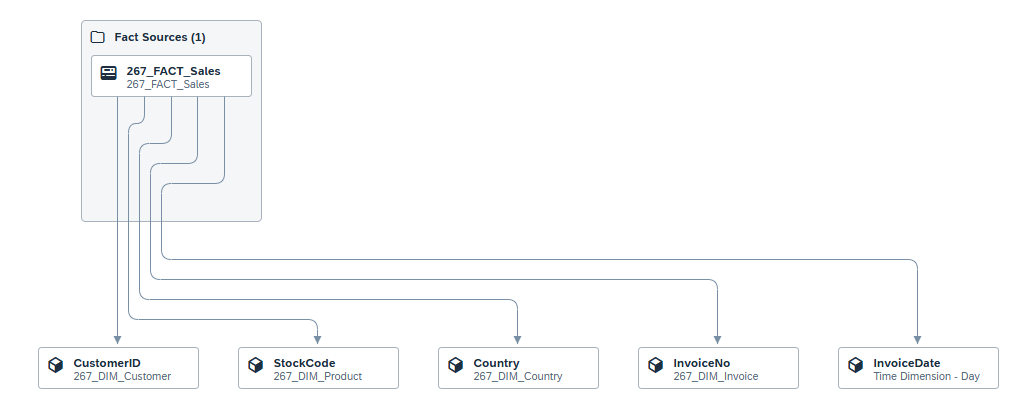 Fact Sources (1)
267_FACT_Sales
267_FACT_Sales
CustomerID
267_DIM_Customer
StockCode
267_DIM_Product
Country
267_DIM_Country
InvoiceNo
267_DIM_Invoice
InvoiceDate
Time Dimension - Day